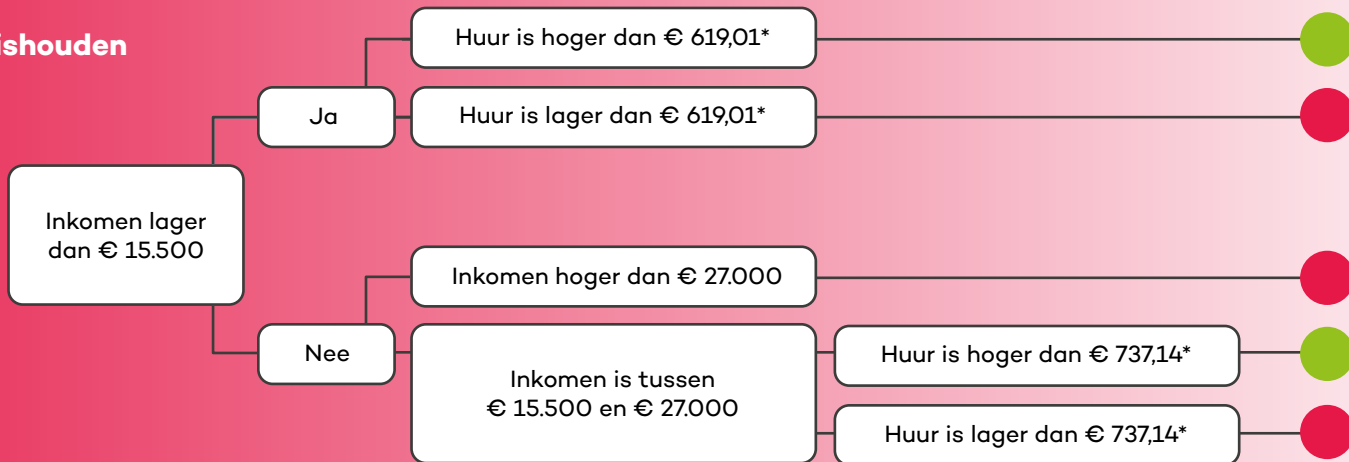 ishouden
Huur is hoger dan € 619,01*
Ja
Huur is lager dan € 619,01*
Inkomen lager
dan € 15.500
Inkomen hoger dan € 27.000
Nee
Inkomen is tussen
€ 15.500 en € 27.000
Huur is hoger dan € 737,14*
Huur is lager dan € 737,14*